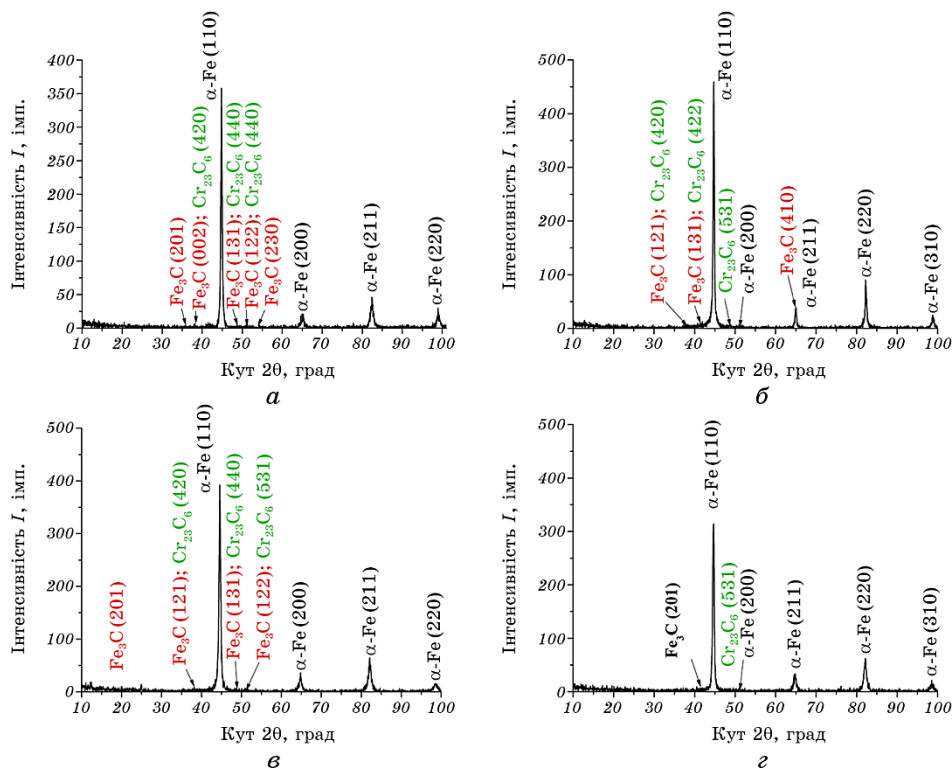 Інтенсивність I, імп.
400
350
300
250
200
150
100
50
0
Fe₃C (201)
Fe₃C (002); Cr₂₃C₆ (420)
α-Fe (110)
Fe₃C (131); Cr₂₃C₆ (440)
Fe₃C (122); Cr₂₃C₆ (440)
Fe₃C (230)
α-Fe (200)
α-Fe (211)
α-Fe (220)
10 20 30 40 50 60 70 80 90 100
Кут 2θ, град
а
Інтенсивність I, імп.
500
400
300
200
100
0
Fe₃C (121); Cr₂₃C₆ (420)
Fe₃C (131); Cr₂₃C₆ (422)
α-Fe (110)
Cr₂₃C₆ (531)
α-Fe (200)
Fe₃C (410)
α-Fe (211)
α-Fe (220)
α-Fe (310)
10 20 30 40 50 60 70 80 90 100
Кут 2θ, град
б
Інтенсивність I, імп.
500
400
300
200
100
0
Fe₃C (201)
Fe₃C (121); Cr₂₃C₆ (420)
α-Fe (110)
Fe₃C (131); Cr₂₃C₆ (440)
Fe₃C (122); Cr₂₃C₆ (531)
α-Fe (200)
α-Fe (211)
α-Fe (220)
10 20 30 40 50 60 70 80 90 100
Кут 2θ, град
в
Інтенсивність I, імп.
500
400
300
200
100
0
Fe₃C (201)
α-Fe (110)
Cr₂₃C₆ (531)
α-Fe (200)
α-Fe (211)
α-Fe (220)
α-Fe (310)
10 20 30 40 50 60 70 80 90 100
Кут 2θ, град
г